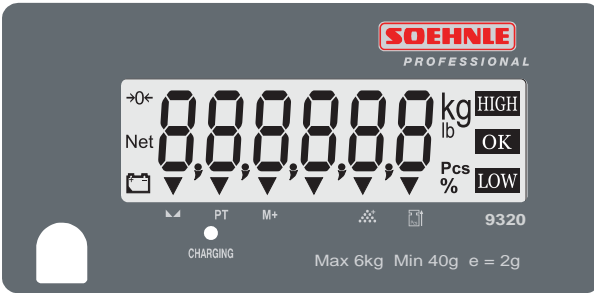 SOEHNLE
PROFESSIONAL
→0← 8,8,8,8,8,8 kg HIGH
lb
Net OK
Pcs
% LOW
PT M+ 9320
CHARGING
Max 6kg Min 40g e = 2g